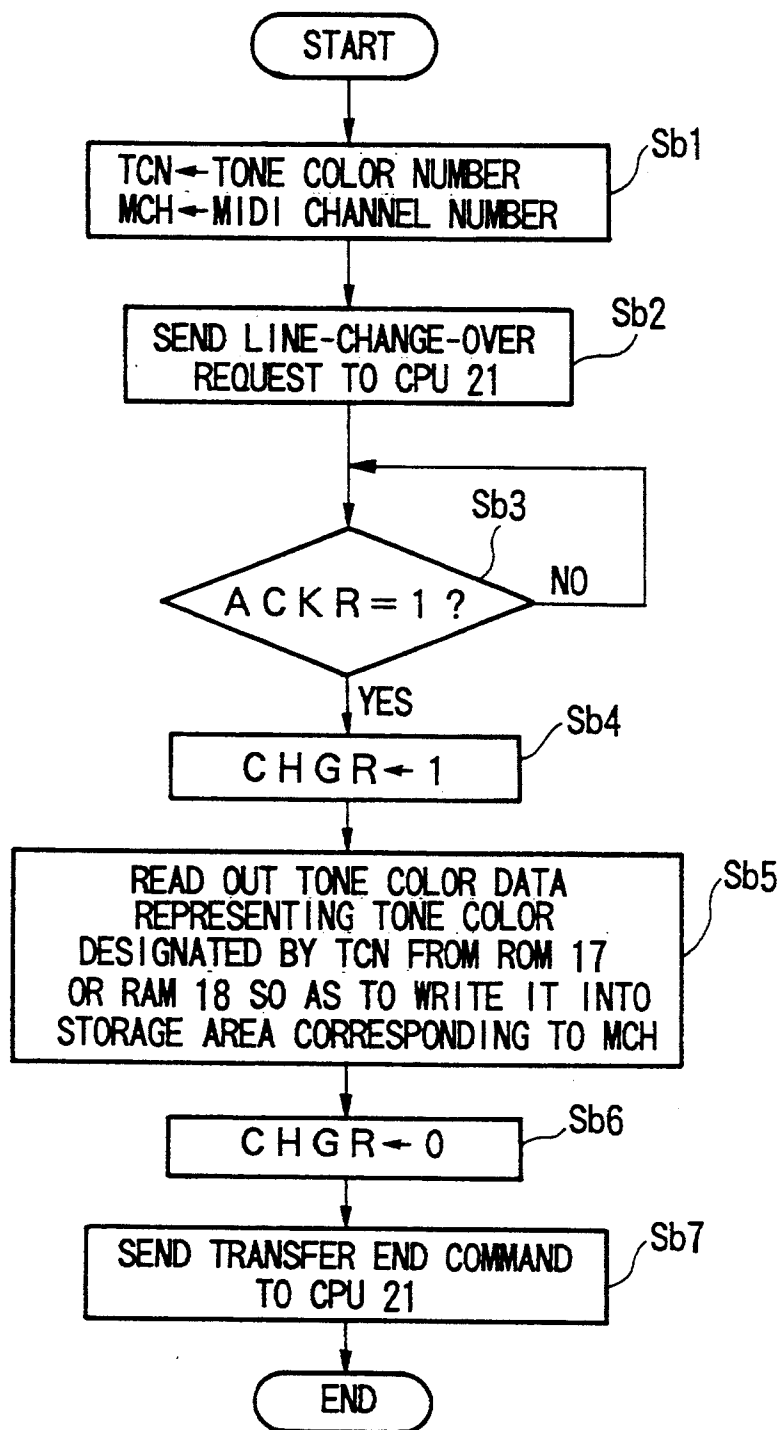 START
Sb1
TCN←TONE COLOR NUMBER
MCH←MIDI CHANNEL NUMBER
Sb2
SEND LINE-CHANGE-OVER
REQUEST TO CPU 21
Sb3
ACKR=1?
NO
YES
Sb4
CHGR←1
Sb5
READ OUT TONE COLOR DATA
REPRESENTING TONE COLOR
DESIGNATED BY TCN FROM ROM 17
OR RAM 18 SO AS TO WRITE IT INTO
STORAGE AREA CORRESPONDING TO MCH
Sb6
CHGR←0
Sb7
SEND TRANSFER END COMMAND
TO CPU 21
END